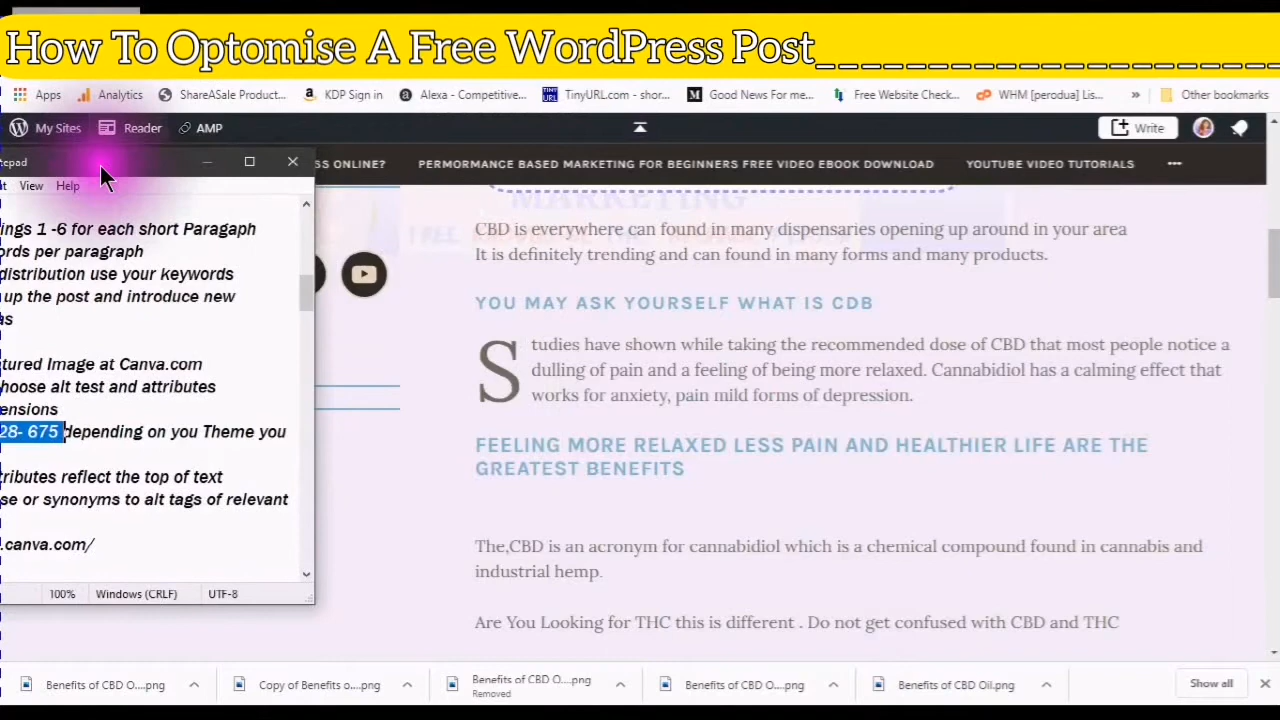 How To Optomise A Free WordPress Post_ _ _ _ _ _ _ _ _ _ _ _ _ _ _ _ _
Apps Analytics ShareASale Product... KDP Sign in Alexa - Competitive... TinyURL.com - shor... Good News For me... Free Website Check... WHM [perodua] Lis... » Other bookmarks
My Sites Reader AMP Write
epad
SS ONLINE? PERMORMANCE BASED MARKETING FOR BEGINNERS FREE VIDEO EBOOK DOWNLOAD YOUTUBE VIDEO TUTORIALS ...
t View Help
MARKETING
ings 1 -6 for each short Paragaph
ords per paragraph
distribution use your keywords
up the post and introduce new
as
tured Image at Canva.com
hoose alt test and attributes
ensions
28- 675 depending on you Theme you
tributes reflect the top of text
se or synonyms to alt tags of relevant
.canva.com/
100% Windows (CRLF) UTF-8
CBD is everywhere can found in many dispensaries opening up around in your area
It is definitely trending and can found in many forms and many products.
YOU MAY ASK YOURSELF WHAT IS CDB
Studies have shown while taking the recommended dose of CBD that most people notice a
dulling of pain and a feeling of being more relaxed. Cannabidiol has a calming effect that
works for anxiety, pain mild forms of depression.
FEELING MORE RELAXED LESS PAIN AND HEALTHIER LIFE ARE THE
GREATEST BENEFITS
The,CBD is an acronym for cannabidiol which is a chemical compound found in cannabis and
industrial hemp.
Are You Looking for THC this is different . Do not get confused with CBD and THC
Benefits of CBD O....png Copy of Benefits o....png Benefits of CBD O....png Benefits of CBD O....png Benefits of CBD Oil.png Show all
Removed